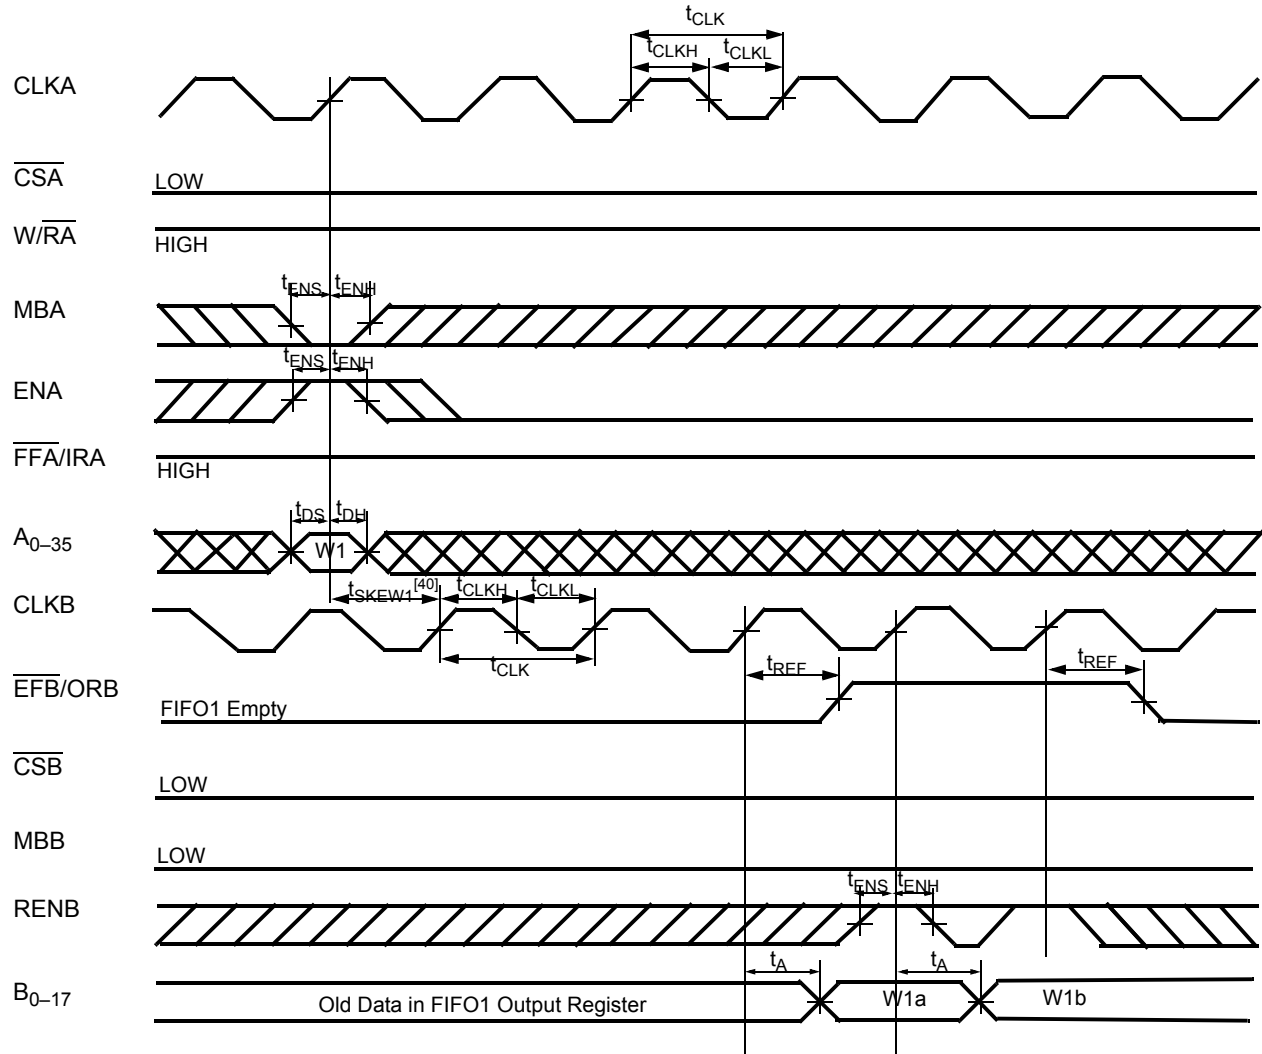 tCLK
tCLKH tCLKL
CLKA
CSA LOW
W/RA HIGH
tENS tENH
MBA
tENS tENH
ENA
FFA/IRA HIGH
tDS tDH
A0–35 W1
tSKEW1[40] tCLKH tCLKL
CLKB
tCLK tREF tREF
EFB/ORB FIFO1 Empty
CSB LOW
MBB LOW
tENS tENH
RENB
tA tA
B0–17 Old Data in FIFO1 Output Register W1a W1b